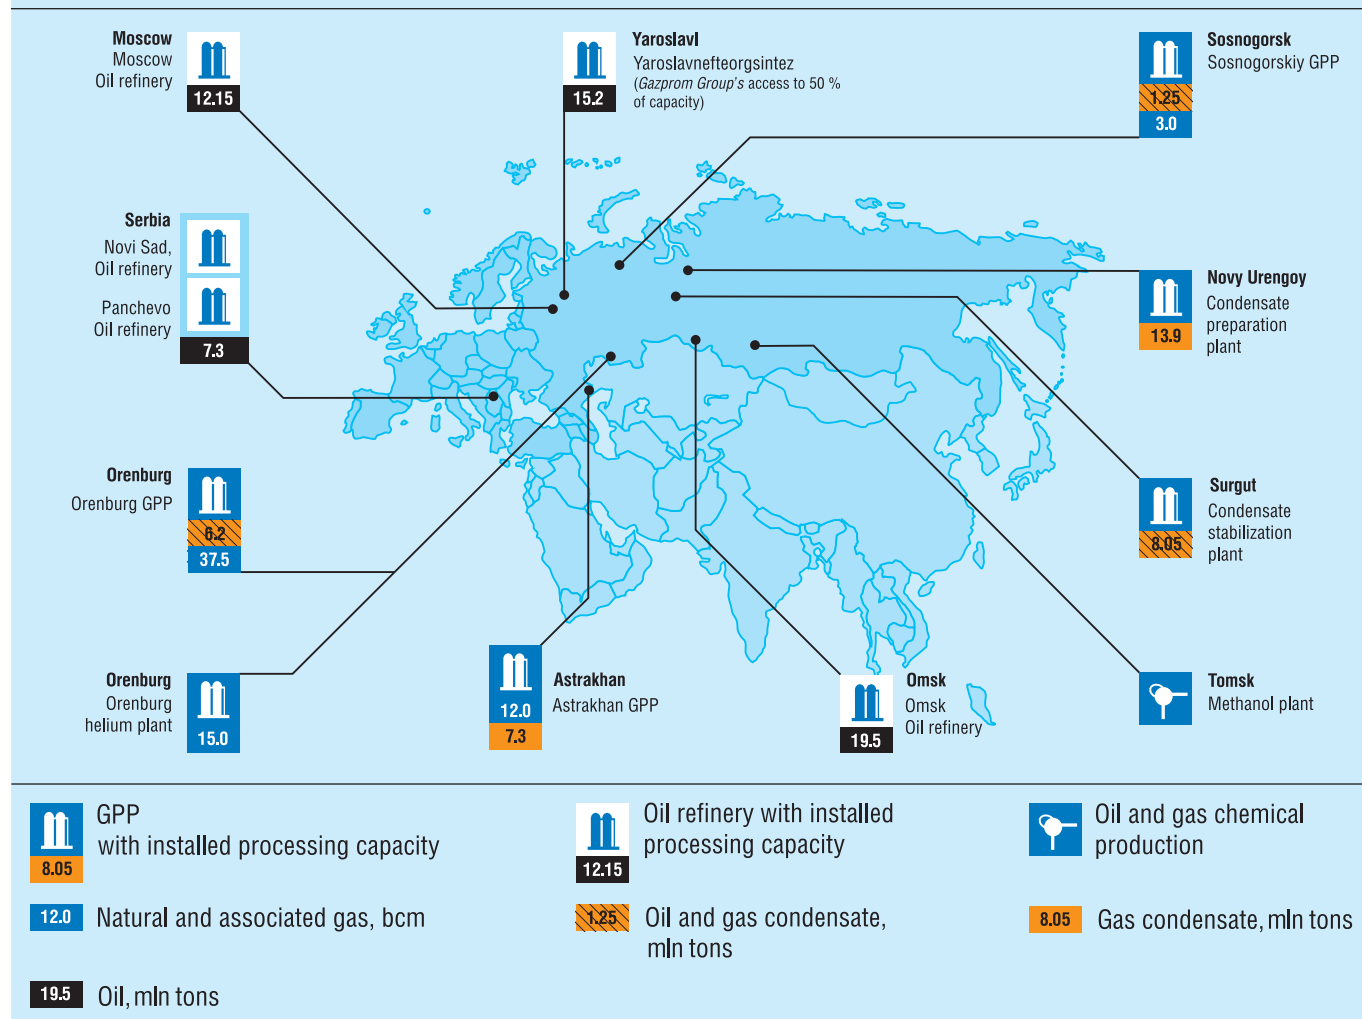 Moscow
Moscow
Oil refinery
12.15
Yaroslavl
Yaroslavnefteorgsintez
(Gazprom Group's access to 50 %
of capacity)
15.2
Sosnogorsk
Sosnogorskiy GPP
1.25
3.0
Serbia
Novi Sad,
Oil refinery
Panchevo
Oil refinery
7.3
Novy Urengoy
Condensate
preparation
plant
13.9
Orenburg
Orenburg GPP
6.2
37.5
Surgut
Condensate
stabilization
plant
8.05
Orenburg
Orenburg
helium plant
15.0
Astrakhan
Astrakhan GPP
12.0
7.3
Omsk
Omsk
Oil refinery
19.5
Tomsk
Methanol plant
GPP
with installed processing capacity
8.05
Oil refinery with installed
processing capacity
12.15
Oil and gas chemical
production
12.0 Natural and associated gas, bcm
1.25 Oil and gas condensate,
mln tons
8.05 Gas condensate, mln tons
19.5 Oil, mln tons